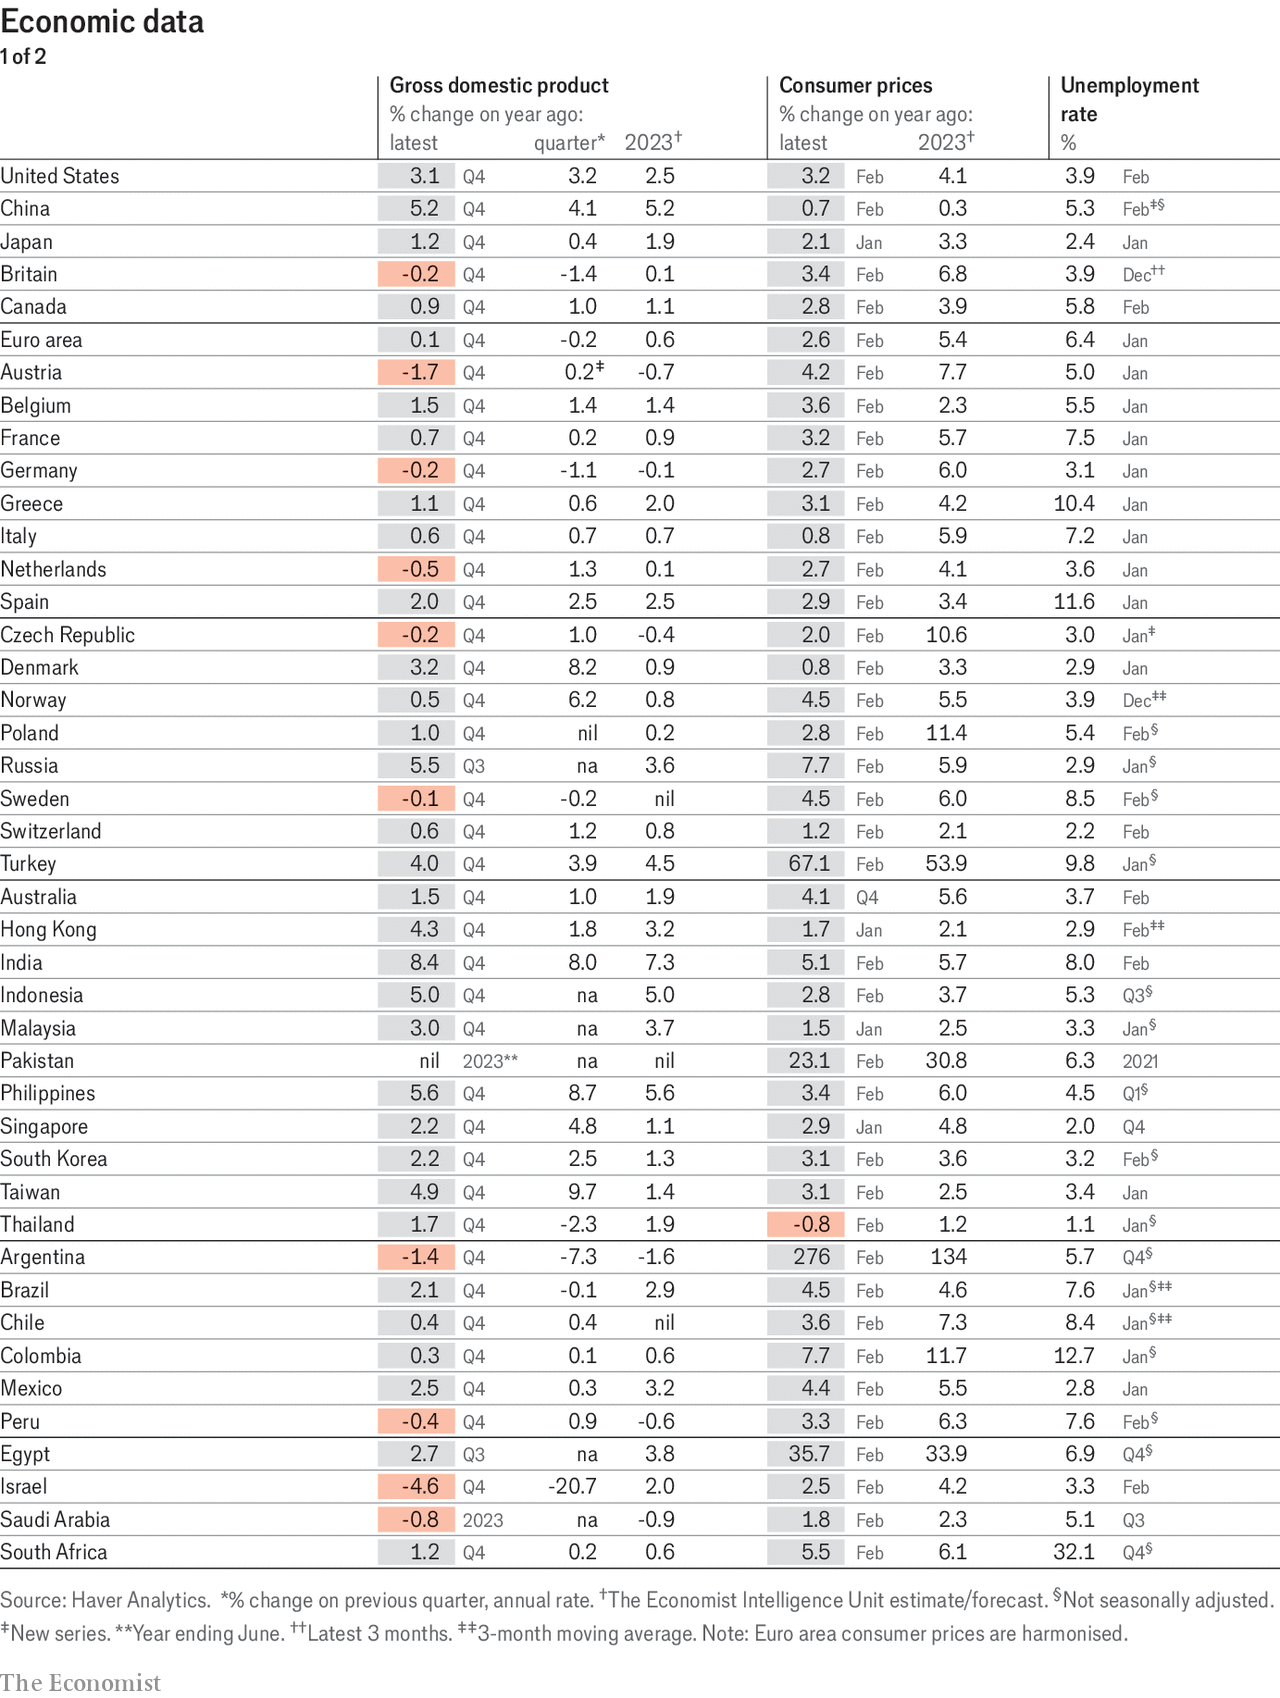 Economic data
1 of 2
Gross domestic product Consumer prices Unemployment
% change on year ago: % change on year ago: rate
latest quarter* 2023† latest 2023† %
United States 3.1 Q4 3.2 2.5 3.2 Feb 4.1 3.9 Feb
China 5.2 Q4 4.1 5.2 0.7 Feb 0.3 5.3 Feb‡§
Japan 1.2 Q4 0.4 1.9 2.1 Jan 3.3 2.4 Jan
Britain -0.2 Q4 -1.4 0.1 3.4 Feb 6.8 3.9 Dec††
Canada 0.9 Q4 1.0 1.1 2.8 Feb 3.9 5.8 Feb
Euro area 0.1 Q4 -0.2 0.6 2.6 Feb 5.4 6.4 Jan
Austria -1.7 Q4 0.2‡ -0.7 4.2 Feb 7.7 5.0 Jan
Belgium 1.5 Q4 1.4 1.4 3.6 Feb 2.3 5.5 Jan
France 0.7 Q4 0.2 0.9 3.2 Feb 5.7 7.5 Jan
Germany -0.2 Q4 -1.1 -0.1 2.7 Feb 6.0 3.1 Jan
Greece 1.1 Q4 0.6 2.0 3.1 Feb 4.2 10.4 Jan
Italy 0.6 Q4 0.7 0.7 0.8 Feb 5.9 7.2 Jan
Netherlands -0.5 Q4 1.3 0.1 2.7 Feb 4.1 3.6 Jan
Spain 2.0 Q4 2.5 2.5 2.9 Feb 3.4 11.6 Jan
Czech Republic -0.2 Q4 1.0 -0.4 2.0 Feb 10.6 3.0 Jan‡
Denmark 3.2 Q4 8.2 0.9 0.8 Feb 3.3 2.9 Jan
Norway 0.5 Q4 6.2 0.8 4.5 Feb 5.5 3.9 Dec‡‡
Poland 1.0 Q4 nil 0.2 2.8 Feb 11.4 5.4 Feb§
Russia 5.5 Q3 na 3.6 7.7 Feb 5.9 2.9 Jan§
Sweden -0.1 Q4 -0.2 nil 4.5 Feb 6.0 8.5 Feb§
Switzerland 0.6 Q4 1.2 0.8 1.2 Feb 2.1 2.2 Feb
Turkey 4.0 Q4 3.9 4.5 67.1 Feb 53.9 9.8 Jan§
Australia 1.5 Q4 1.0 1.9 4.1 Q4 5.6 3.7 Feb
Hong Kong 4.3 Q4 1.8 3.2 1.7 Jan 2.1 2.9 Feb‡‡
India 8.4 Q4 8.0 7.3 5.1 Feb 5.7 8.0 Feb
Indonesia 5.0 Q4 na 5.0 2.8 Feb 3.7 5.3 Q3§
Malaysia 3.0 Q4 na 3.7 1.5 Jan 2.5 3.3 Jan§
Pakistan nil 2023** na nil 23.1 Feb 30.8 6.3 2021
Philippines 5.6 Q4 8.7 5.6 3.4 Feb 6.0 4.5 Q1§
Singapore 2.2 Q4 4.8 1.1 2.9 Jan 4.8 2.0 Q4
South Korea 2.2 Q4 2.5 1.3 3.1 Feb 3.6 3.2 Feb§
Taiwan 4.9 Q4 9.7 1.4 3.1 Feb 2.5 3.4 Jan
Thailand 1.7 Q4 -2.3 1.9 -0.8 Feb 1.2 1.1 Jan§
Argentina -1.4 Q4 -7.3 -1.6 276 Feb 134 5.7 Q4§
Brazil 2.1 Q4 -0.1 2.9 4.5 Feb 4.6 7.6 Jan§‡‡
Chile 0.4 Q4 0.4 nil 3.6 Feb 7.3 8.4 Jan§‡‡
Colombia 0.3 Q4 0.1 0.6 7.7 Feb 11.7 12.7 Jan§
Mexico 2.5 Q4 0.3 3.2 4.4 Feb 5.5 2.8 Jan
Peru -0.4 Q4 0.9 -0.6 3.3 Feb 6.3 7.6 Feb§
Egypt 2.7 Q3 na 3.8 35.7 Feb 33.9 6.9 Q4§
Israel -4.6 Q4 -20.7 2.0 2.5 Feb 4.2 3.3 Feb
Saudi Arabia -0.8 2023 na -0.9 1.8 Feb 2.3 5.1 Q3
South Africa 1.2 Q4 0.2 0.6 5.5 Feb 6.1 32.1 Q4§
Source: Haver Analytics. *% change on previous quarter, annual rate. †The Economist Intelligence Unit estimate/forecast. §Not seasonally adjusted.
‡New series. **Year ending June. ††Latest 3 months. ‡‡3-month moving average. Note: Euro area consumer prices are harmonised.
The Economist